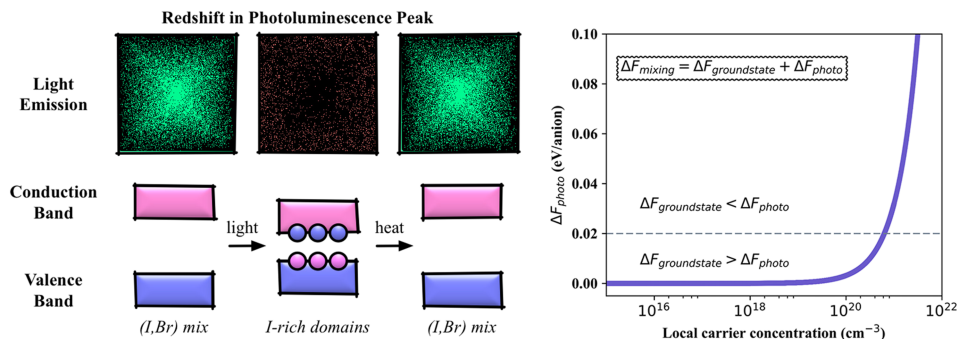 Redshift in Photoluminescence Peak
Light
Emission
Conduction
Band
light
heat
Valence
Band
(I,Br) mix
I-rich domains
(I,Br) mix
ΔF_photo (eV/anion)
0.10
0.08
0.06
0.04
0.02
0.00
ΔF_mixing = ΔF_groundstate + ΔF_photo
ΔF_groundstate < ΔF_photo
ΔF_groundstate > ΔF_photo
10^16
10^18
10^20
10^22
Local carrier concentration (cm^−3)